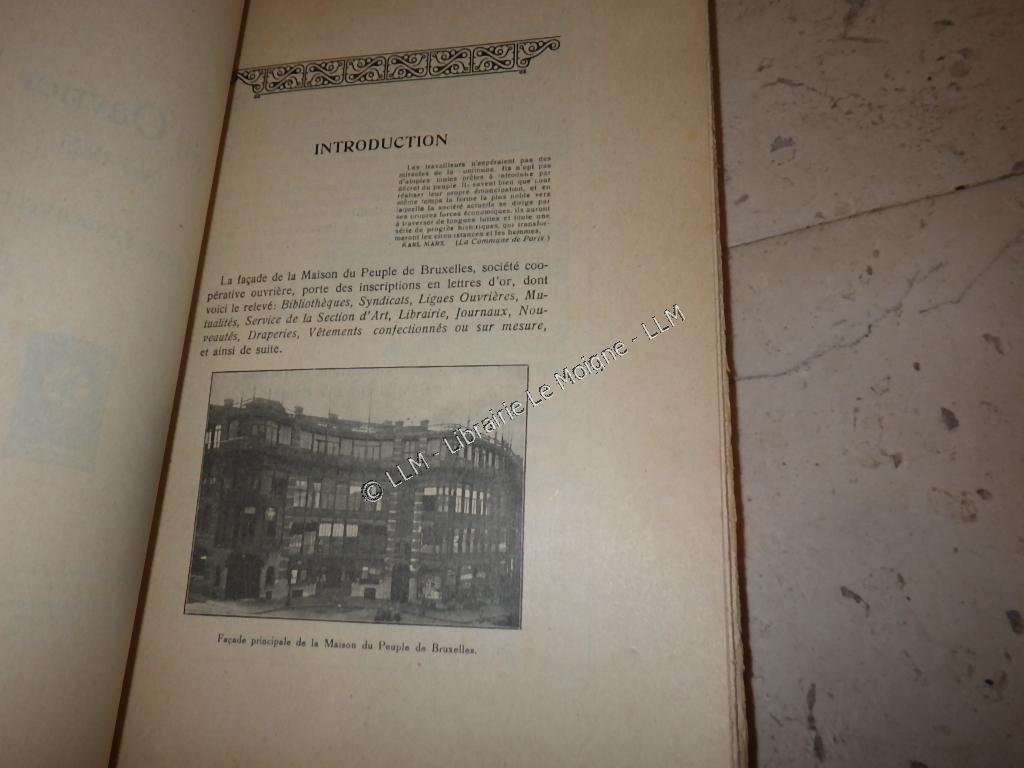 INTRODUCTION
Les travailleurs n'espéraient pas des
miracles de la Commune. Ils n'ont pas
d'utopies toutes prêtes à introduire par
décret du peuple. Ils savent bien que pour
réaliser leur propre émancipation, et en
même temps la forme la plus noble vers
laquelle la société actuelle se dirige par
ses propres forces économiques, ils auront
à traverser de longues luttes et toute une
série de progrès historiques, qui transfor-
meront les circonstances et les hommes.
KARL MARX. (La Commune de Paris.)
La façade de la Maison du Peuple de Bruxelles, société coo-
pérative ouvrière, porte des inscriptions en lettres d'or, dont
voici le relevé: Bibliothèques, Syndicats, Ligues Ouvrières, Mu-
tualités, Service de la Section d'Art, Librairie, Journaux, Nou-
veautés, Draperies, Vêtements confectionnés ou sur mesure,
et ainsi de suite.
© LLM - Librairie Le Moigne - LLM
Façade principale de la Maison du Peuple de Bruxelles.